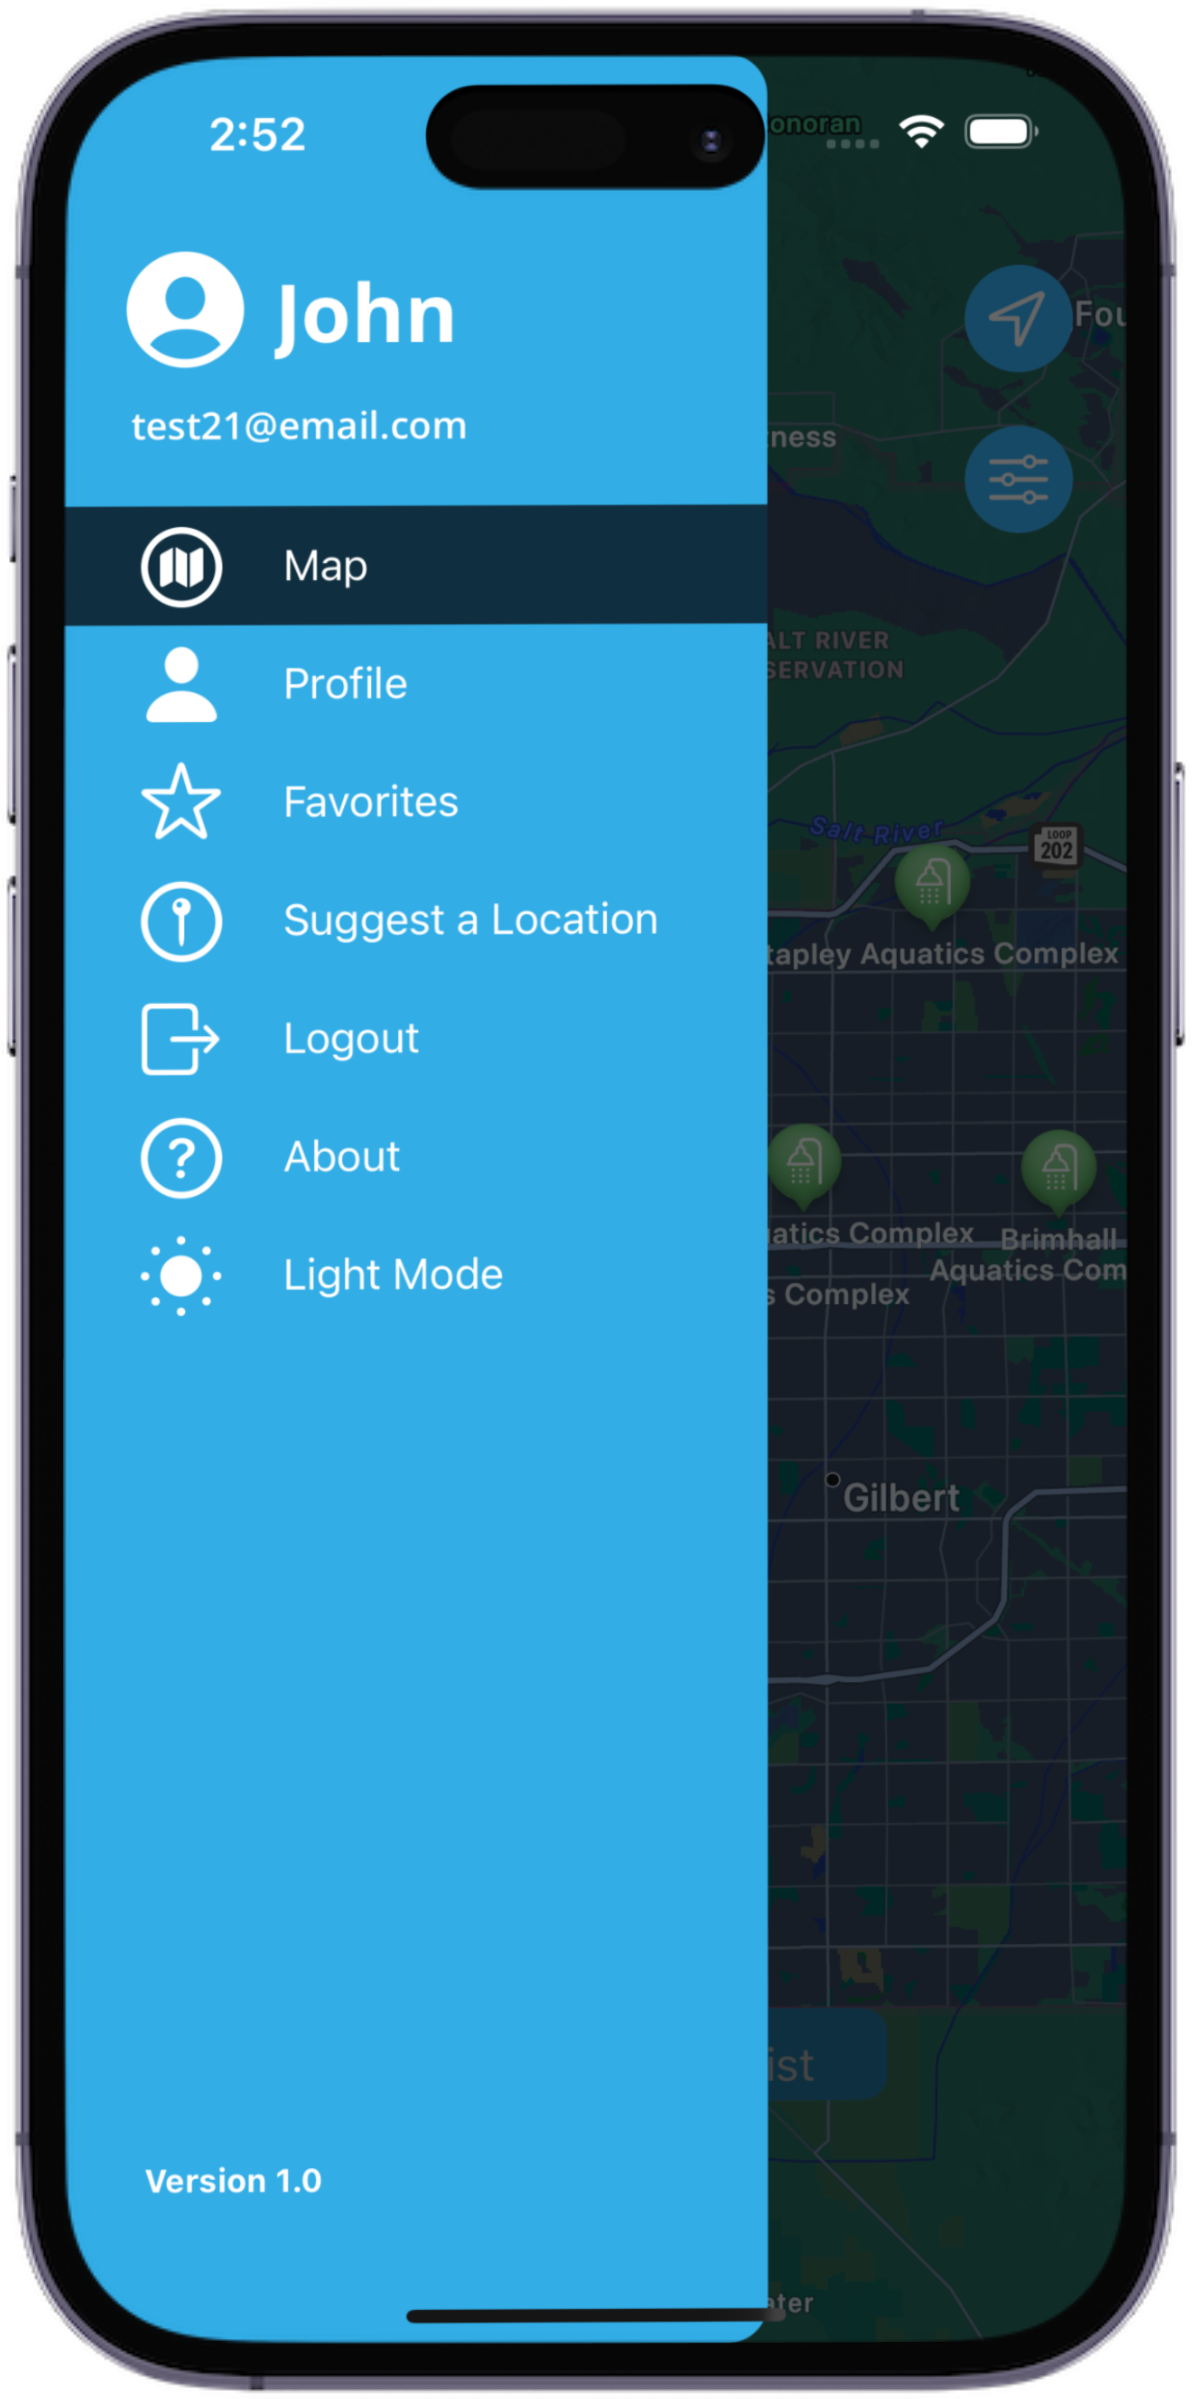 2:52
John
test21@email.com
Map
Profile
Favorites
Suggest a Location
Logout
About
Light Mode
Version 1.0
onoran
Fou
ness
ALT RIVER
SERVATION
Salt River
LOOP
202
tapley Aquatics Complex
atics Complex
s Complex
Brimhall
Aquatics Com
Gilbert
ist
ater